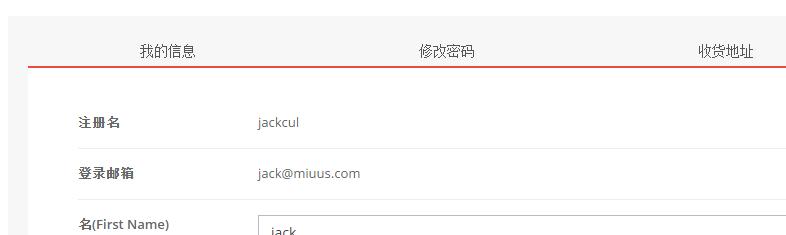 我的信息 修改密码 收货地址
注册名 jackcul
登录邮箱 jack@miuus.com
名(First Name) jack